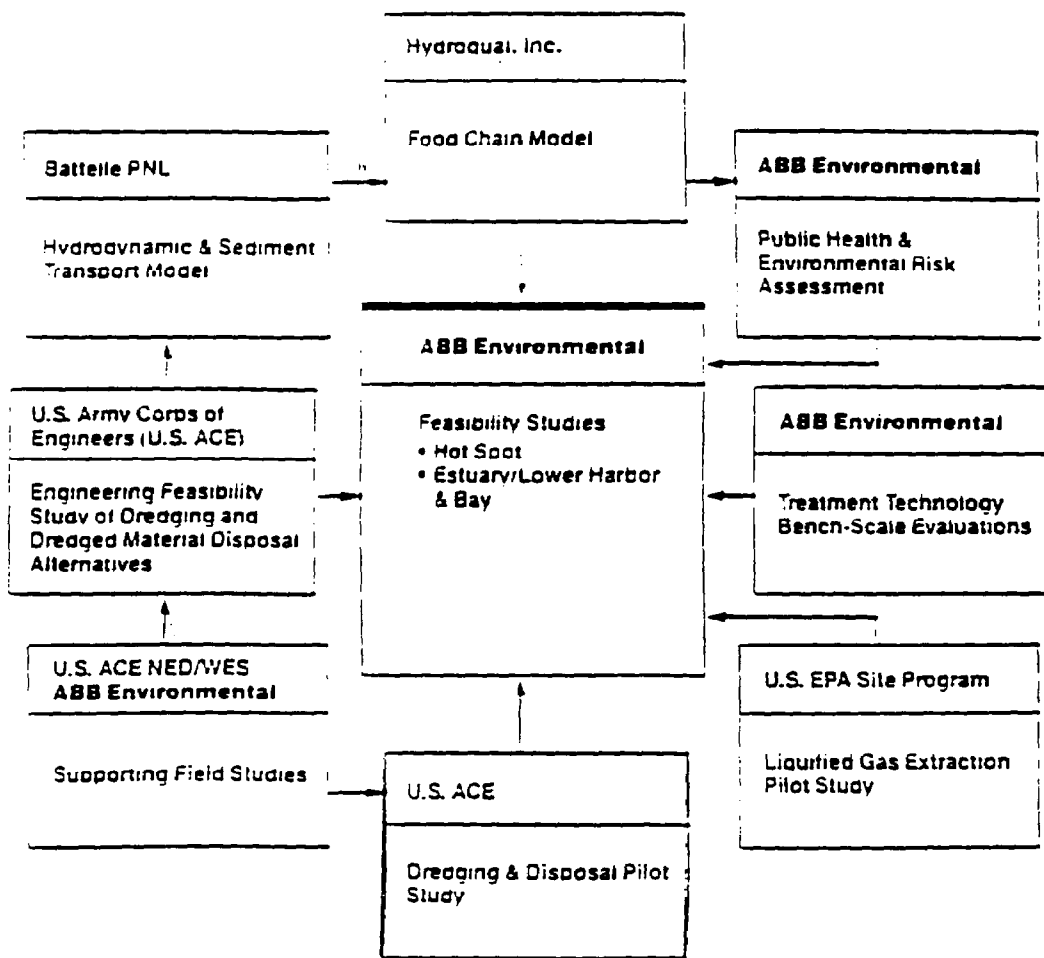 Hydroqual, Inc.
Food Chain Model
Battelle PNL
Hydrodynamic & Sediment
Transport Model
ABB Environmental
Public Health &
Environmental Risk
Assessment
ABB Environmental
Feasibility Studies
• Hot Spot
• Estuary/Lower Harbor
& Bay
U.S. Army Corps of
Engineers (U.S. ACE)
Engineering Feasibility
Study of Dredging and
Dredged Material Disposal
Alternatives
ABB Environmental
Treatment Technology
Bench-Scale Evaluations
U.S. ACE NED/WES
ABB Environmental
Supporting Field Studies
U.S. EPA Site Program
Liquified Gas Extraction
Pilot Study
U.S. ACE
Dredging & Disposal Pilot
Study